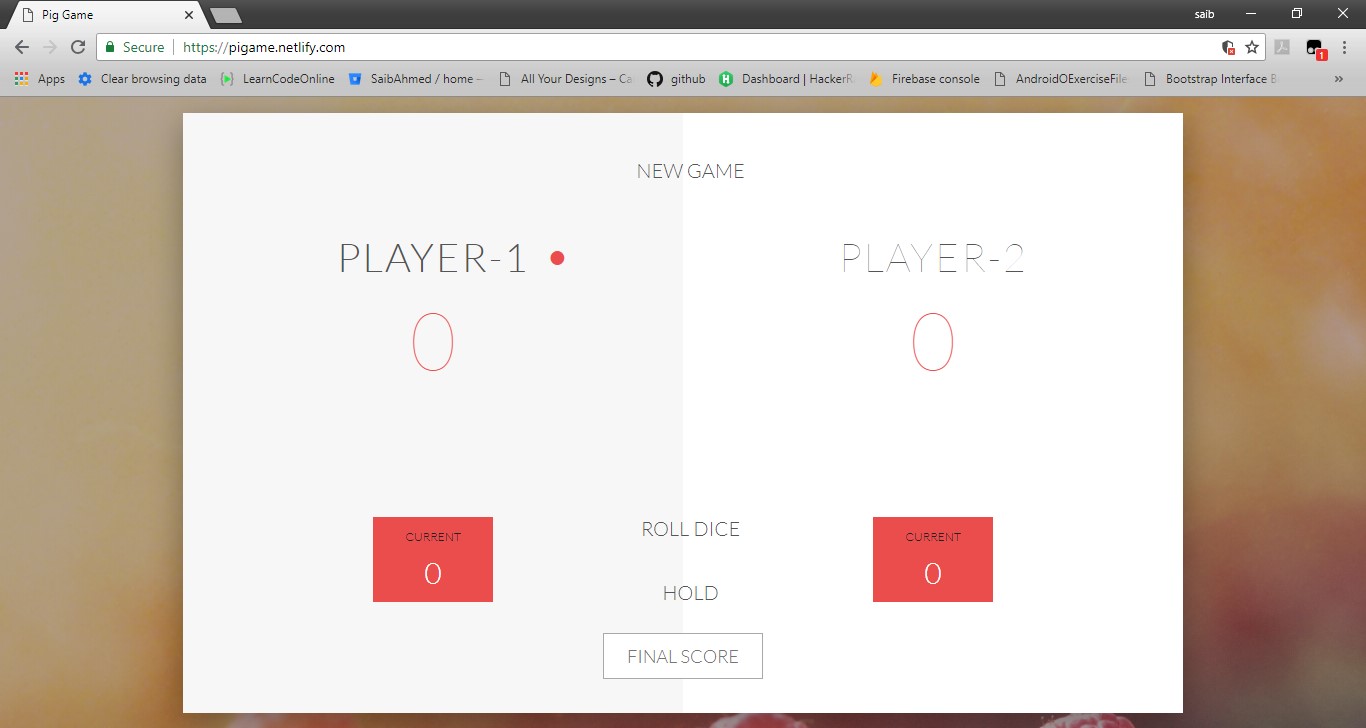 Pig Game
saib
Secure https://pigame.netlify.com
1
Apps Clear browsing data LearnCodeOnline SaibAhmed / home – All Your Designs – Ca github Dashboard | HackerR Firebase console AndroidOExerciseFile Bootstrap Interface B »
NEW GAME
PLAYER-1 PLAYER-2
0 0
CURRENT ROLL DICE CURRENT
0 0
HOLD
FINAL SCORE